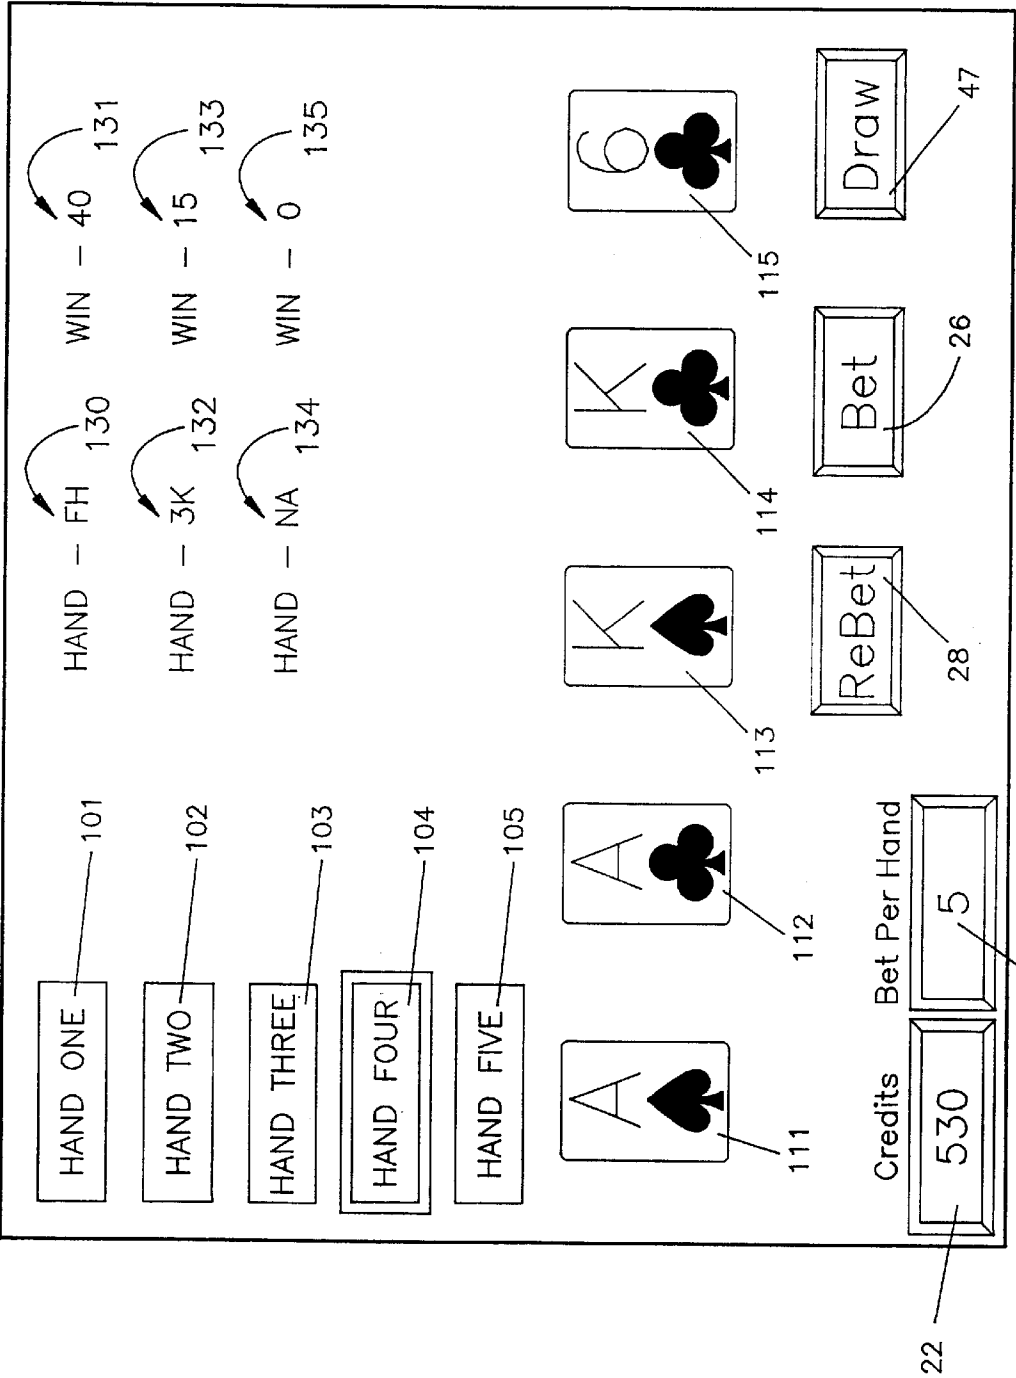 HAND ONE 101 HAND – FH 130 WIN – 40 131
HAND TWO 102 HAND – 3K 132 WIN – 15 133
HAND THREE 103 HAND – NA 134 WIN – 0 135
HAND FOUR 104
HAND FIVE 105
A K K 6
A
111 112 113 114 115
Credits Bet Per Hand
530 5 ReBet Bet Draw
22 28 26 47